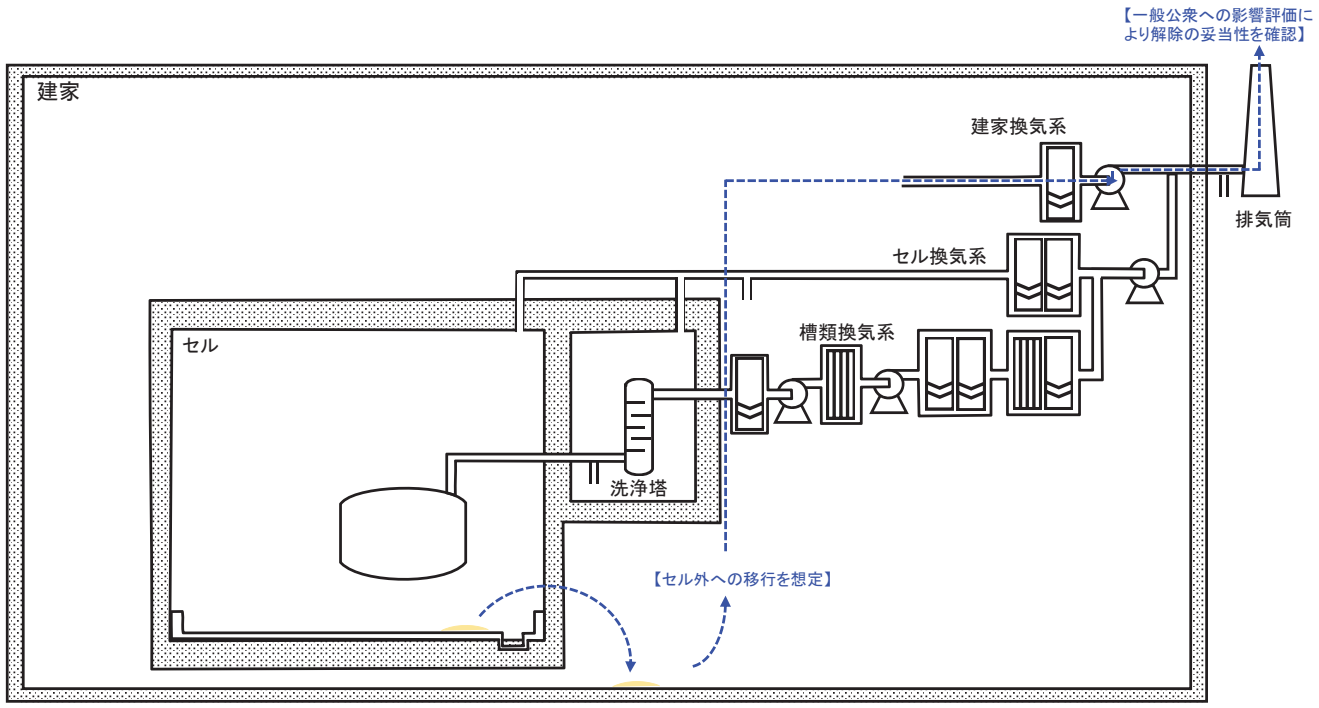 【一般公衆への影響評価に
より解除の妥当性を確認】
建家
建家換気系
排気筒
セル換気系
槽類換気系
セル
洗浄塔
【セル外への移行を想定】